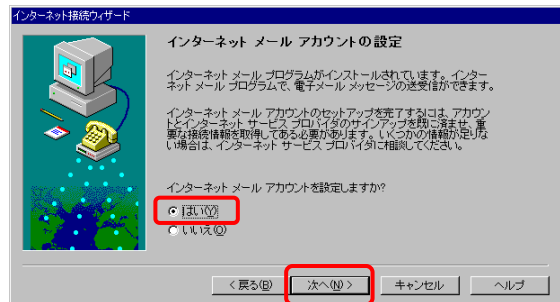 インターネット接続ウィザード
インターネット メール アカウントの設定
インターネット メール プログラムがインストールされています。インター
ネット メール プログラムで、電子メール メッセージの送受信ができます。
インターネット メール アカウントのセットアップを完了するには、アカウン
トとインターネット サービス プロバイダのサインアップを既に済ませ、重
要な接続情報を取得してある必要があります。いくつかの情報が足りな
い場合は、インターネット サービス プロバイダに相談してください。
インターネット メール アカウントを設定しますか?
はい(Y)
いいえ(O)
< 戻る(B) 次へ(N) > キャンセル ヘルプ